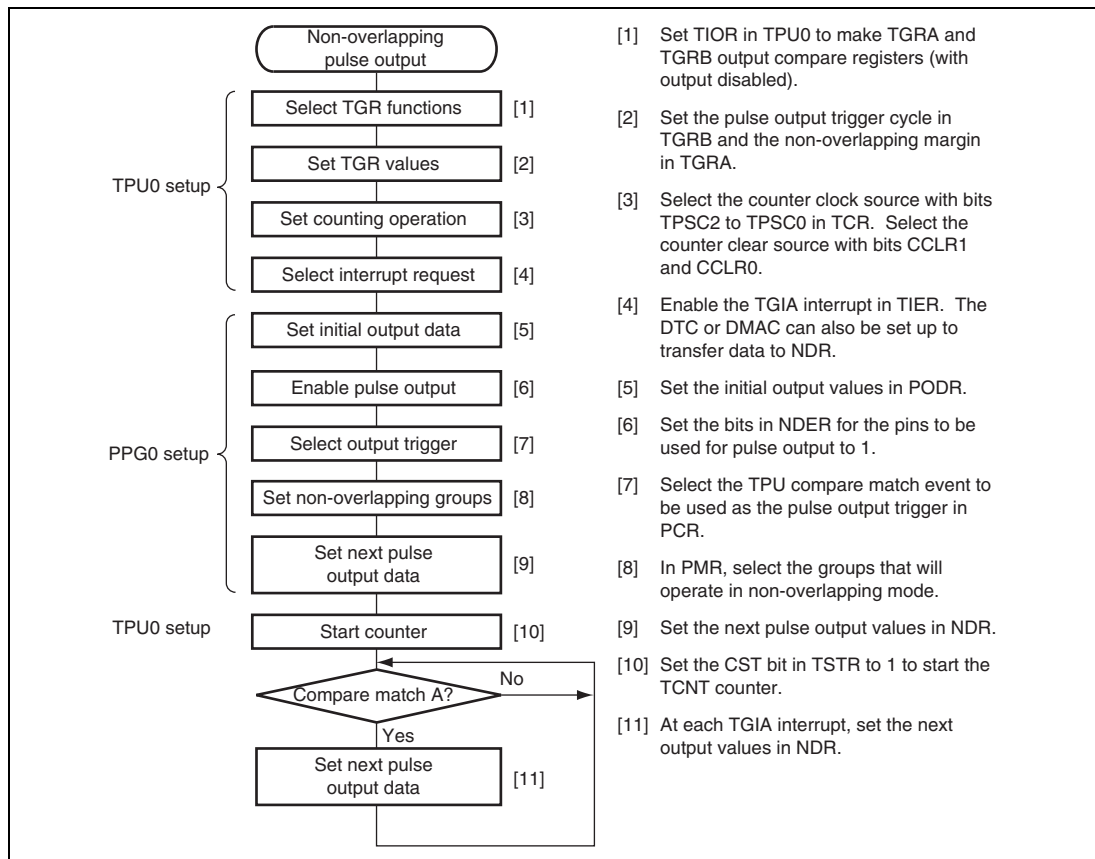 Non-overlapping
pulse output
TPU0 setup
Select TGR functions [1]
Set TGR values [2]
Set counting operation [3]
Select interrupt request [4]
PPG0 setup
Set initial output data [5]
Enable pulse output [6]
Select output trigger [7]
Set non-overlapping groups [8]
Set next pulse
output data
[9]
TPU0 setup
Start counter [10]
Compare match A?
No
Yes
Set next pulse
output data
[11]
[1] Set TIOR in TPU0 to make TGRA and
TGRB output compare registers (with
output disabled).
[2] Set the pulse output trigger cycle in
TGRB and the non-overlapping margin
in TGRA.
[3] Select the counter clock source with bits
TPSC2 to TPSC0 in TCR. Select the
counter clear source with bits CCLR1
and CCLR0.
[4] Enable the TGIA interrupt in TIER. The
DTC or DMAC can also be set up to
transfer data to NDR.
[5] Set the initial output values in PODR.
[6] Set the bits in NDER for the pins to be
used for pulse output to 1.
[7] Select the TPU compare match event to
be used as the pulse output trigger in
PCR.
[8] In PMR, select the groups that will
operate in non-overlapping mode.
[9] Set the next pulse output values in NDR.
[10] Set the CST bit in TSTR to 1 to start the
TCNT counter.
[11] At each TGIA interrupt, set the next
output values in NDR.